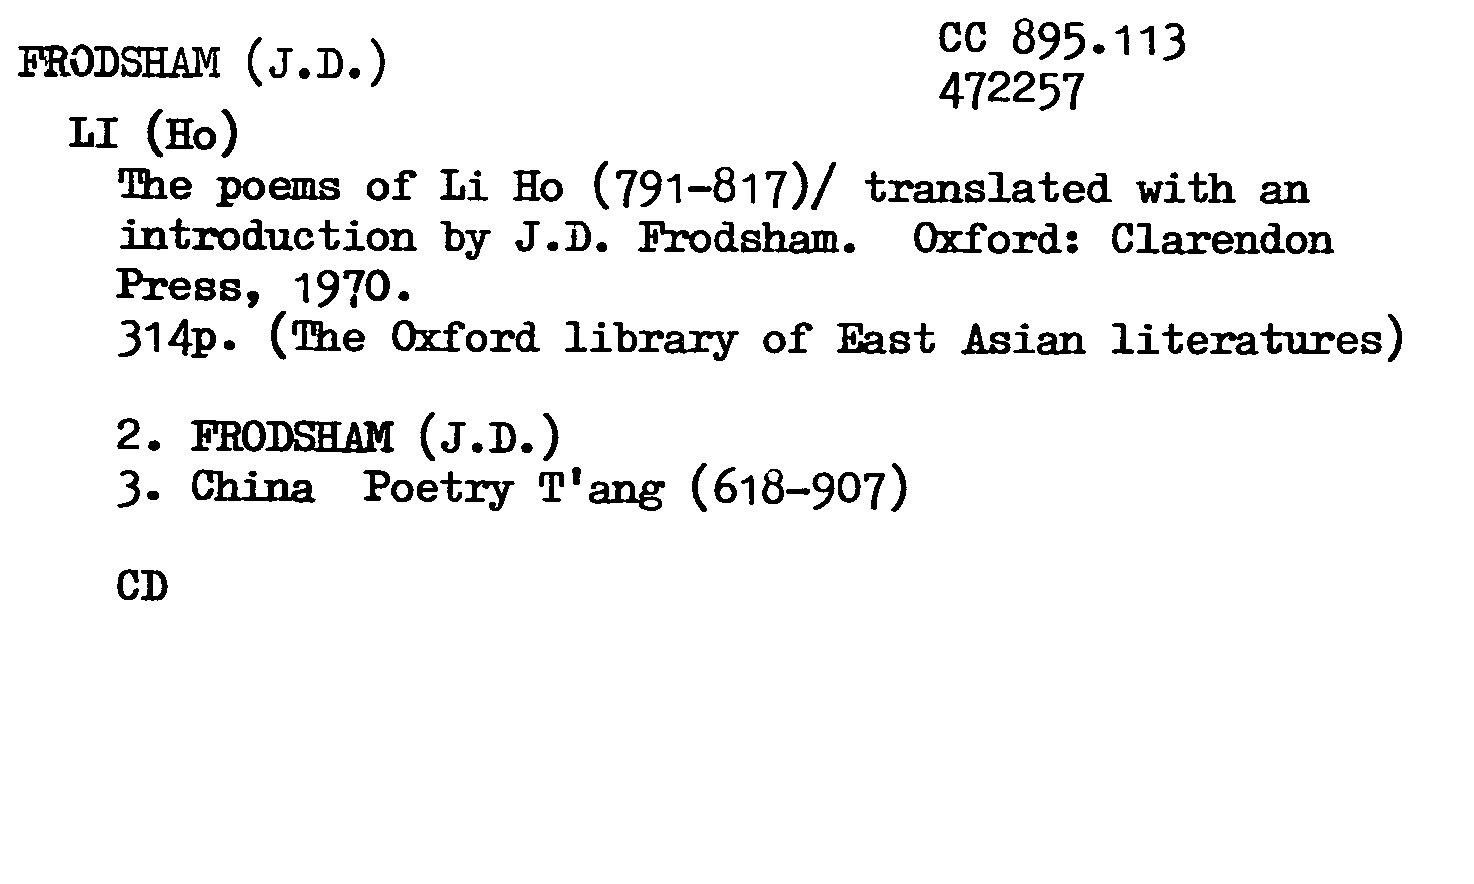 FRODSHAM (J.D.)
CC 895.113
472257
LI (Ho)
The poems of Li Ho (791-817)/ translated with an
introduction by J.D. Frodsham. Oxford: Clarendon
Press, 1970.
314p. (The Oxford library of East Asian literatures)
2. FRODSHAM (J.D.)
3. China Poetry T'ang (618-907)
CD